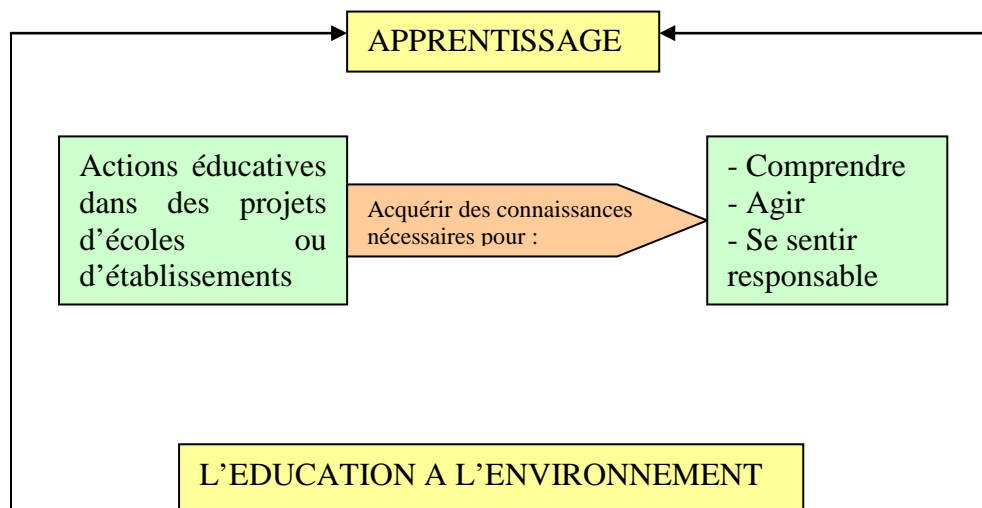 APPRENTISSAGE
Actions éducatives
dans des projets
d’écoles ou
d’établissements
Acquérir des connaissances
nécessaires pour :
- Comprendre
- Agir
- Se sentir
responsable
L’EDUCATION A L’ENVIRONNEMENT